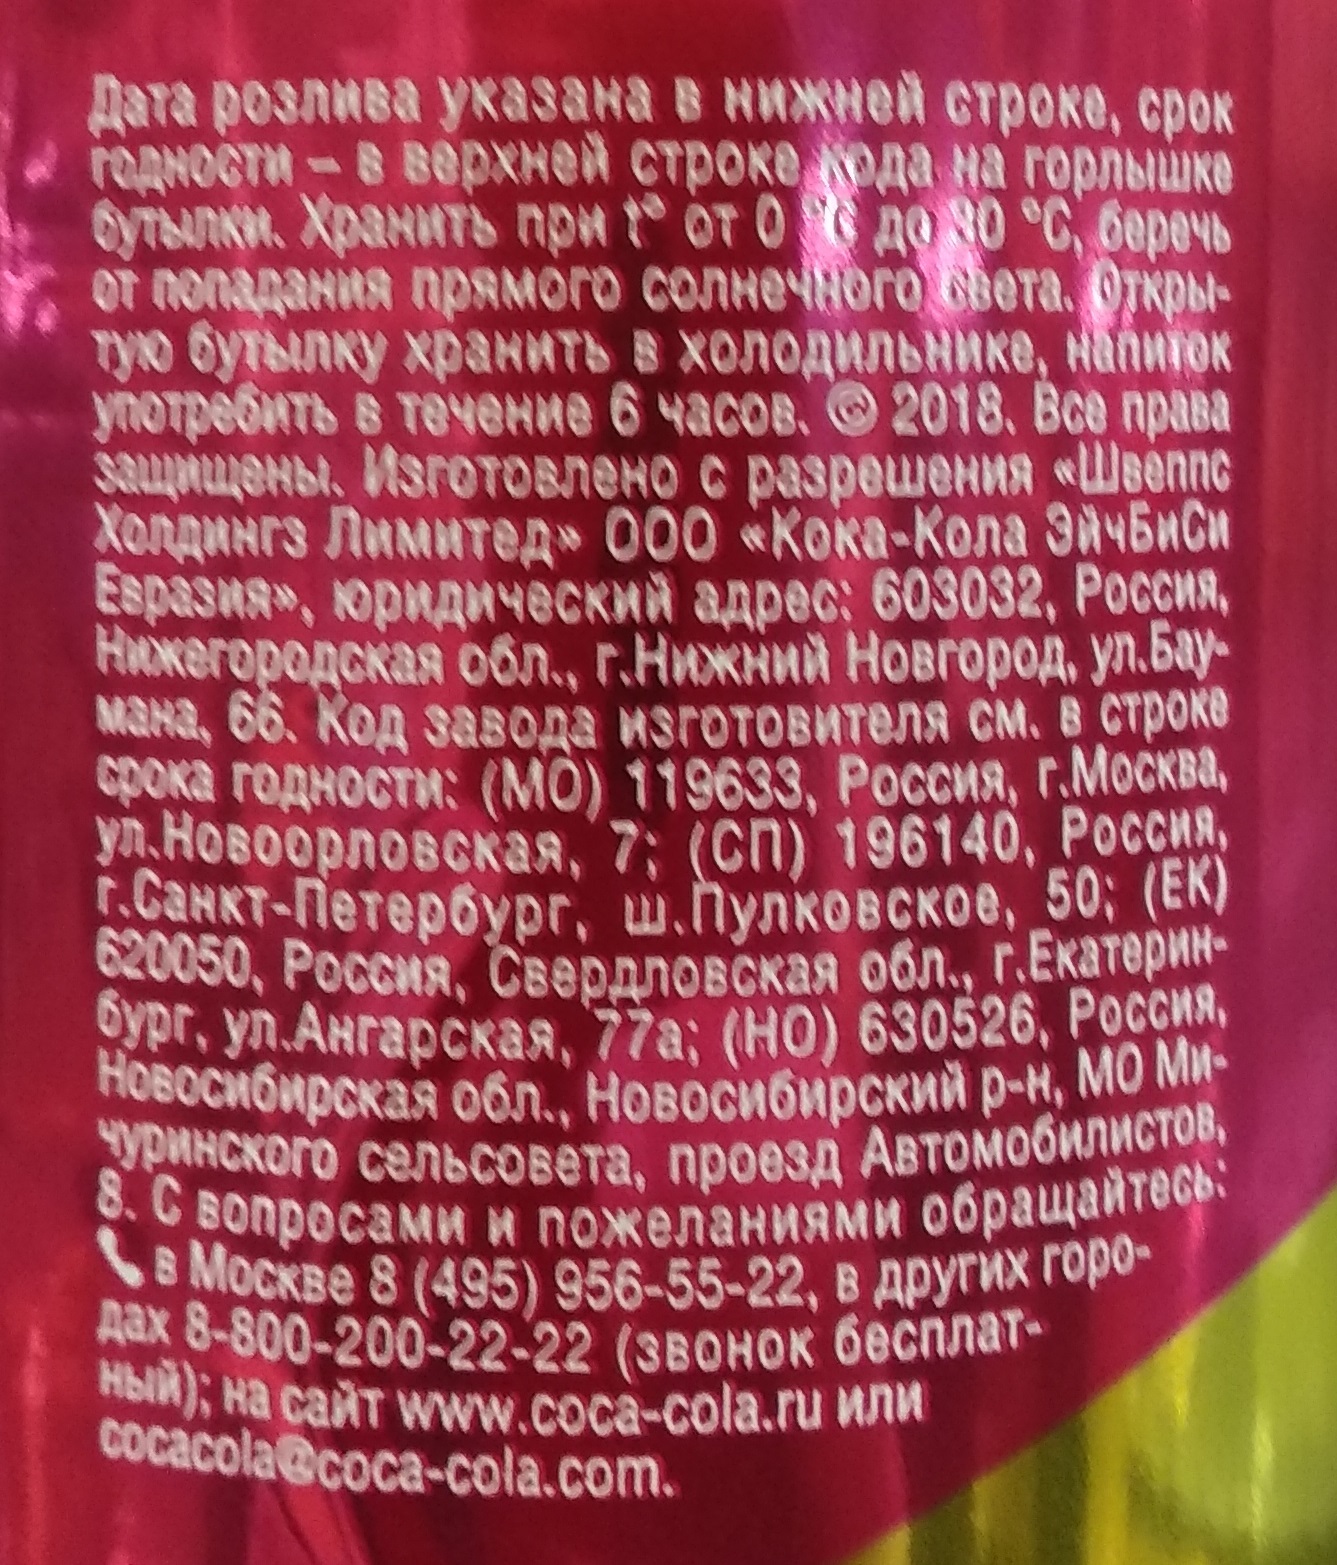 Дата розлива указана в нижней строке, срок
годности – в верхней строке кода на горлышке
бутылки. Хранить при t° от 0 °C до 30 °C, беречь
от попадания прямого солнечного света. Откры-
тую бутылку хранить в холодильнике, напиток
употребить в течение 6 часов. © 2018. Все права
защищены. Изготовлено с разрешения «Швеппс
Холдингз Лимитед» ООО «Кока-Кола ЭйчБиСи
Евразия», юридический адрес: 603032, Россия,
Нижегородская обл., г.Нижний Новгород, ул.Бау-
мана, 66. Код завода изготовителя см. в строке
срока годности: (МО) 119633, Россия, г.Москва,
ул.Новоорловская, 7; (СП) 196140, Россия,
г.Санкт-Петербург, ш.Пулковское, 50; (ЕК)
620050, Россия, Свердловская обл., г.Екатерин-
бург, ул.Ангарская, 77а; (НО) 630526, Россия,
Новосибирская обл., Новосибирский р-н, МО Ми-
чуринского сельсовета, проезд Автомобилистов,
8. С вопросами и пожеланиями обращайтесь:
в Москве 8 (495) 956-55-22, в других горо-
дах 8-800-200-22-22 (звонок бесплат-
ный); на сайт www.coca-cola.ru или
cocacola@coca-cola.com.